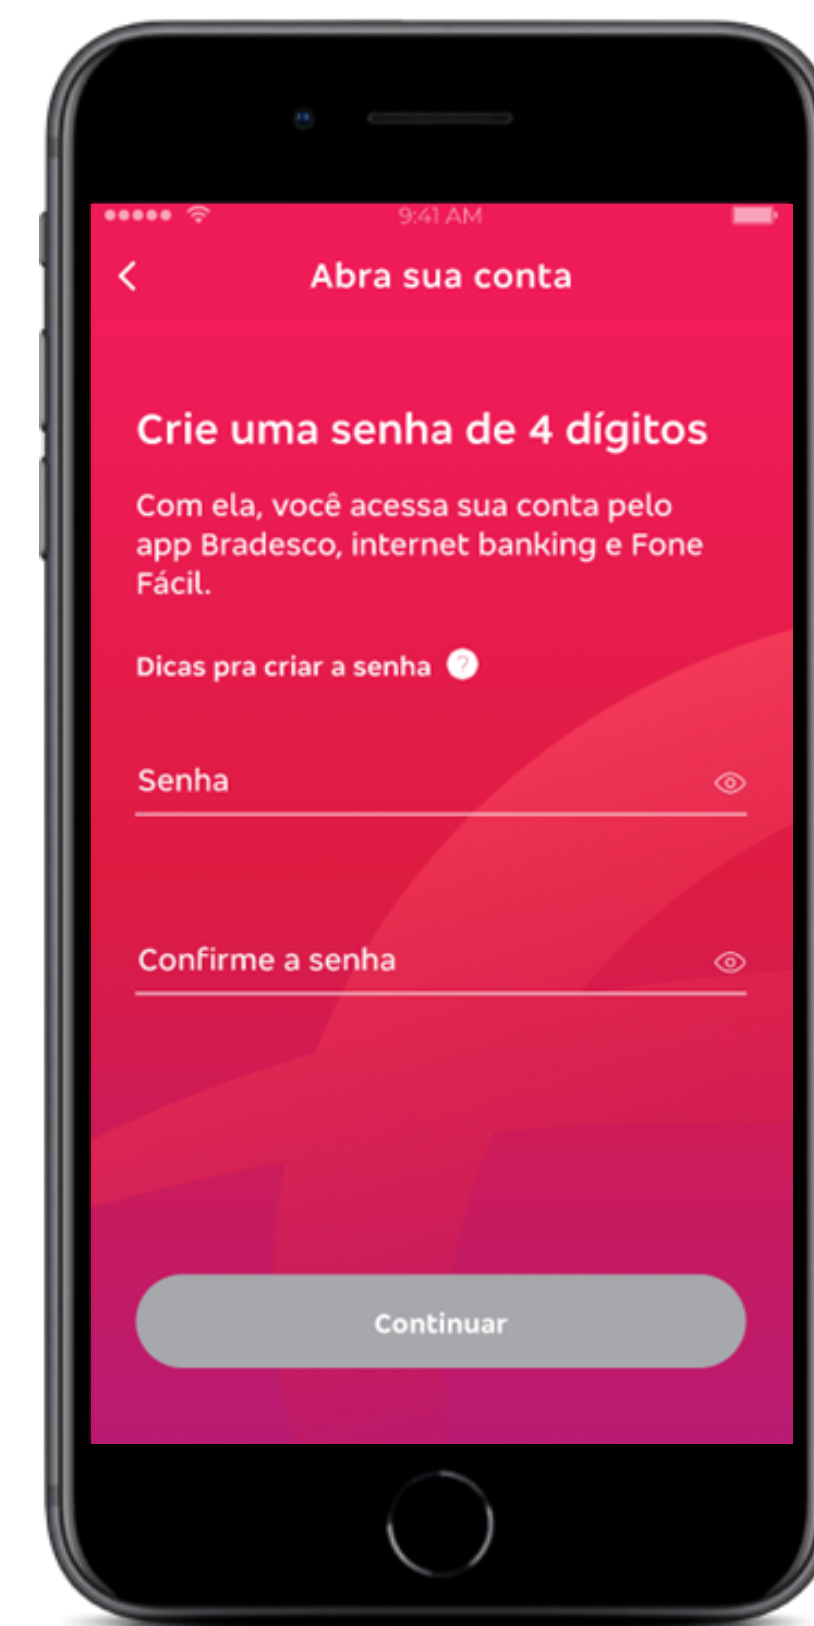 9:41 AM
Abra sua conta
Crie uma senha de 4 dígitos
Com ela, você acessa sua conta pelo
app Bradesco, internet banking e Fone
Fácil.
Dicas pra criar a senha ?
Senha
Confirme a senha
Continuar